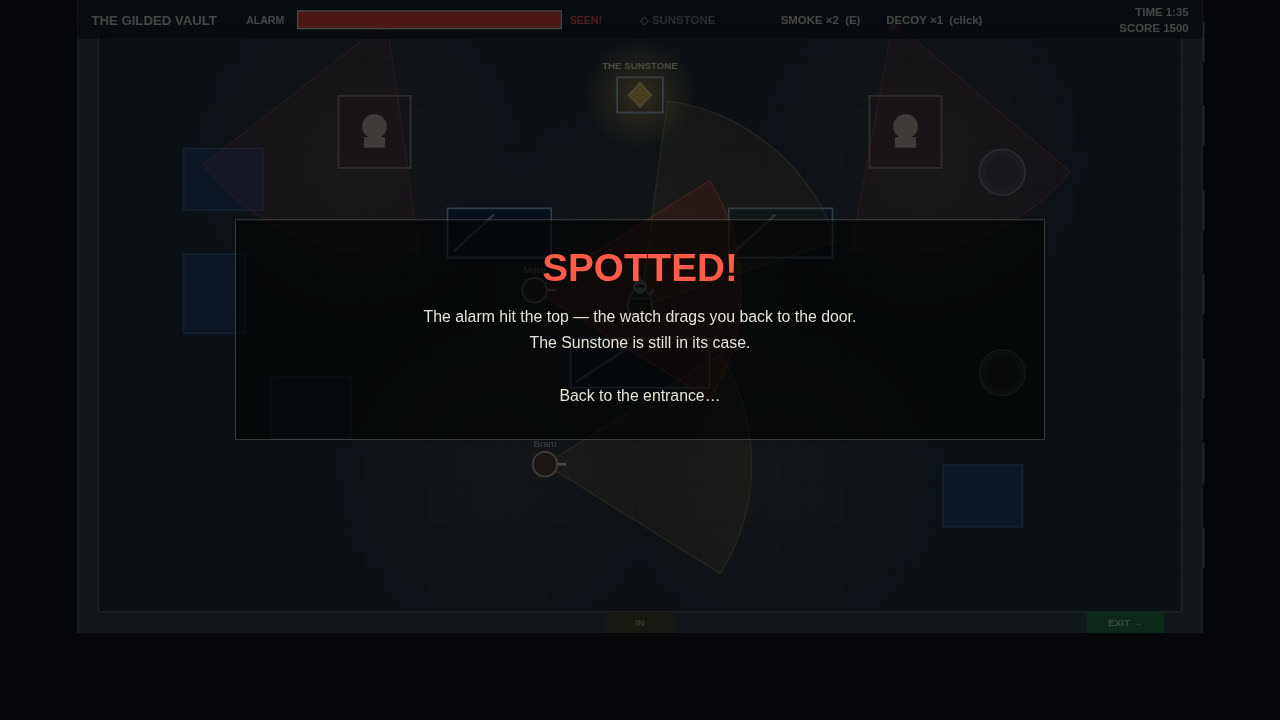 THE GILDED VAULT
ALARM
SEEN!
◇ SUNSTONE
SMOKE ×2 (E)
DECOY ×1 (click)
TIME 1:35
SCORE 1500
THE SUNSTONE
SPOTTED!
The alarm hit the top — the watch drags you back to the door.
The Sunstone is still in its case.
Back to the entrance…
Bram
IN
EXIT →